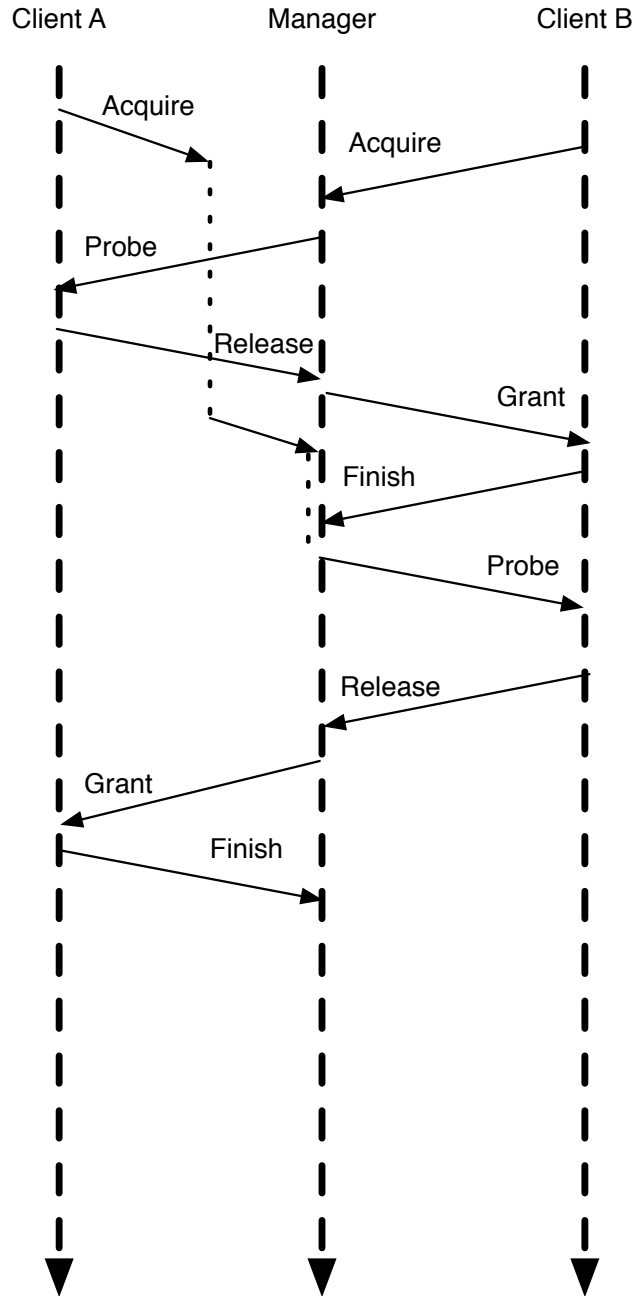 Client A
Manager
Client B
Acquire
Acquire
Probe
Release
Grant
Finish
Probe
Release
Grant
Finish